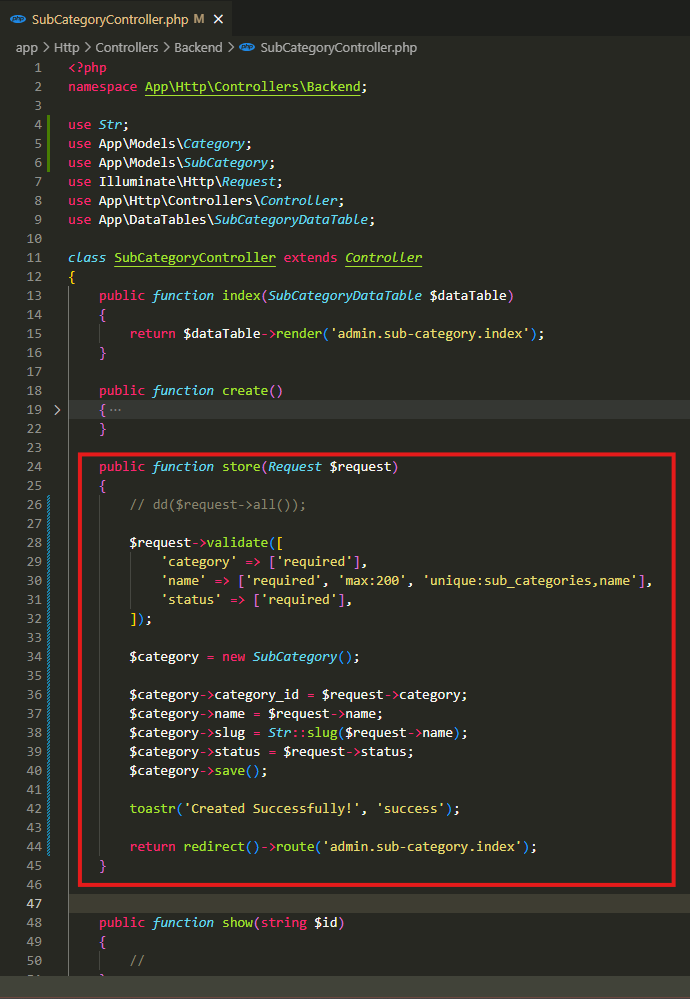 SubCategoryController.php M ×
app > Http > Controllers > Backend > SubCategoryController.php
1 <?php
2 namespace App\Http\Controllers\Backend;
3
4 use Str;
5 use App\Models\Category;
6 use App\Models\SubCategory;
7 use Illuminate\Http\Request;
8 use App\Http\Controllers\Controller;
9 use App\DataTables\SubCategoryDataTable;
10
11 class SubCategoryController extends Controller
12 {
13     public function index(SubCategoryDataTable $dataTable)
14     {
15         return $dataTable->render('admin.sub-category.index');
16     }
17
18     public function create()
19 >   { ⋯
22     }
23
24     public function store(Request $request)
25     {
26         // dd($request->all());
27
28         $request->validate([
29             'category' => ['required'],
30             'name' => ['required', 'max:200', 'unique:sub_categories,name'],
31             'status' => ['required'],
32         ]);
33
34         $category = new SubCategory();
35
36         $category->category_id = $request->category;
37         $category->name = $request->name;
38         $category->slug = Str::slug($request->name);
39         $category->status = $request->status;
40         $category->save();
41
42         toastr('Created Successfully!', 'success');
43
44         return redirect()->route('admin.sub-category.index');
45     }
46
47
48     public function show(string $id)
49     {
50         //